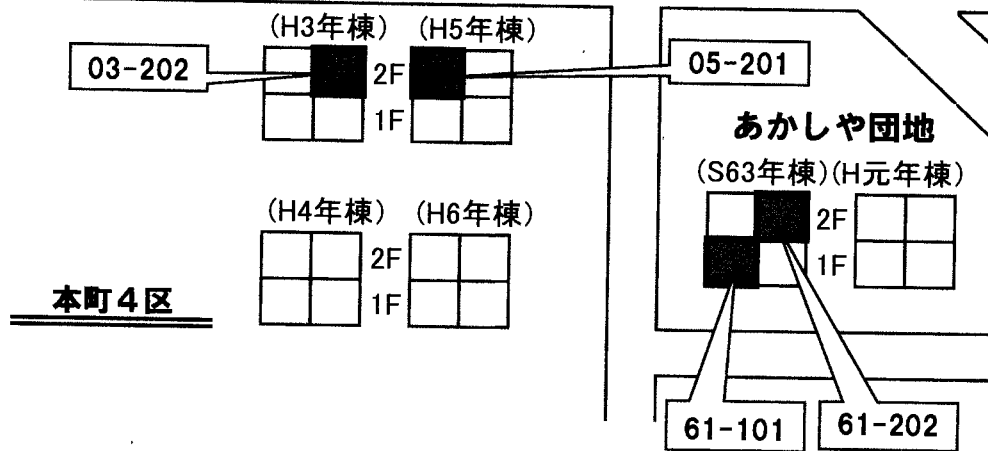 (H3年棟) (H5年棟)
03-202 2F 05-201
1F
あかしや団地
(S63年棟)(H元年棟)
2F
1F
(H4年棟) (H6年棟)
2F
1F
本町4区
61-101 61-202